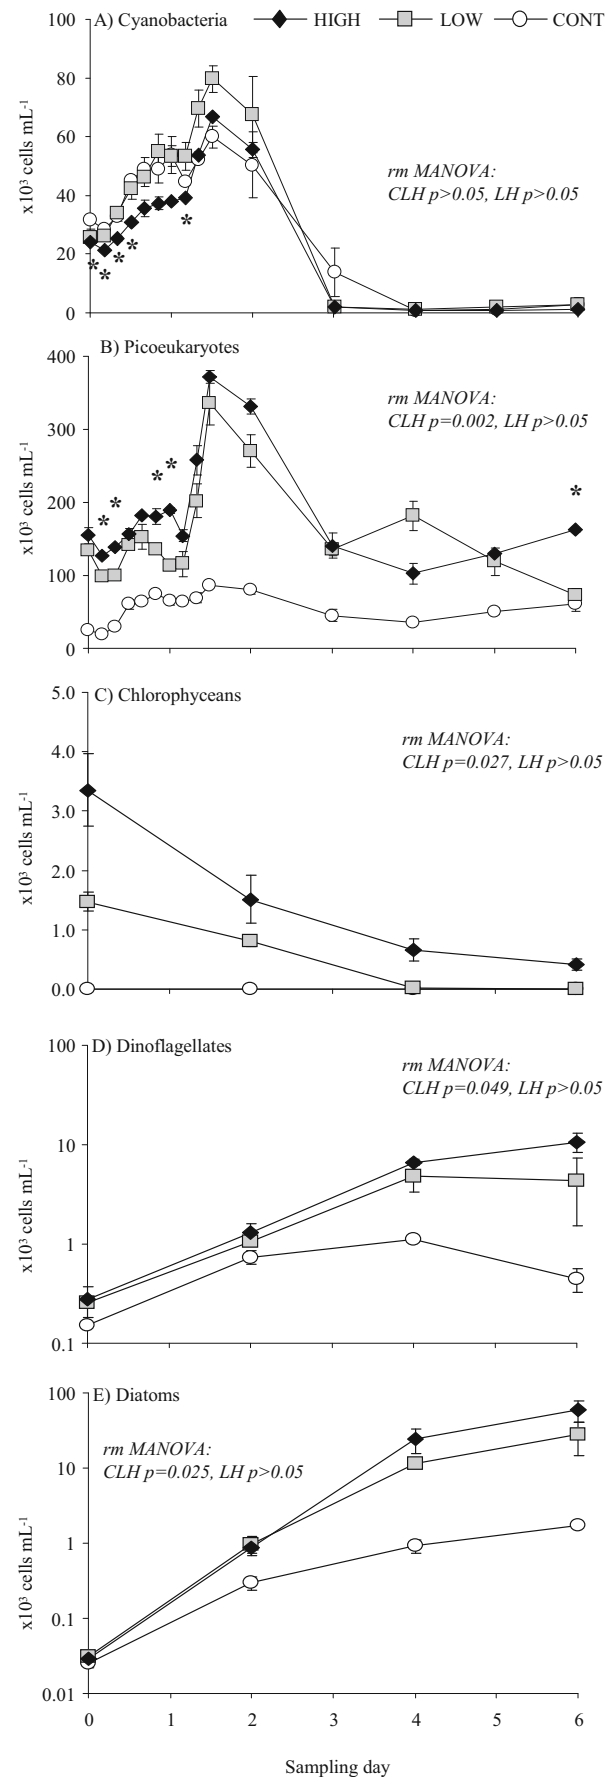 A) Cyanobacteria HIGH LOW CONT
100
80
60
40
20
0
x10³ cells mL⁻¹
rm MANOVA:
CLH p>0.05, LH p>0.05
* * * * *
B) Picoeukaryotes
400
300
200
100
0
x10³ cells mL⁻¹
rm MANOVA:
CLH p=0.002, LH p>0.05
* * * * *
C) Chlorophyceans
5.0
4.0
3.0
2.0
1.0
0.0
x10³ cells mL⁻¹
rm MANOVA:
CLH p=0.027, LH p>0.05
D) Dinoflagellates
100
10
1
0.1
x10³ cells mL⁻¹
rm MANOVA:
CLH p=0.049, LH p>0.05
E) Diatoms
100
10
1
0.1
0.01
x10³ cells mL⁻¹
rm MANOVA:
CLH p=0.025, LH p>0.05
0 1 2 3 4 5 6
Sampling day